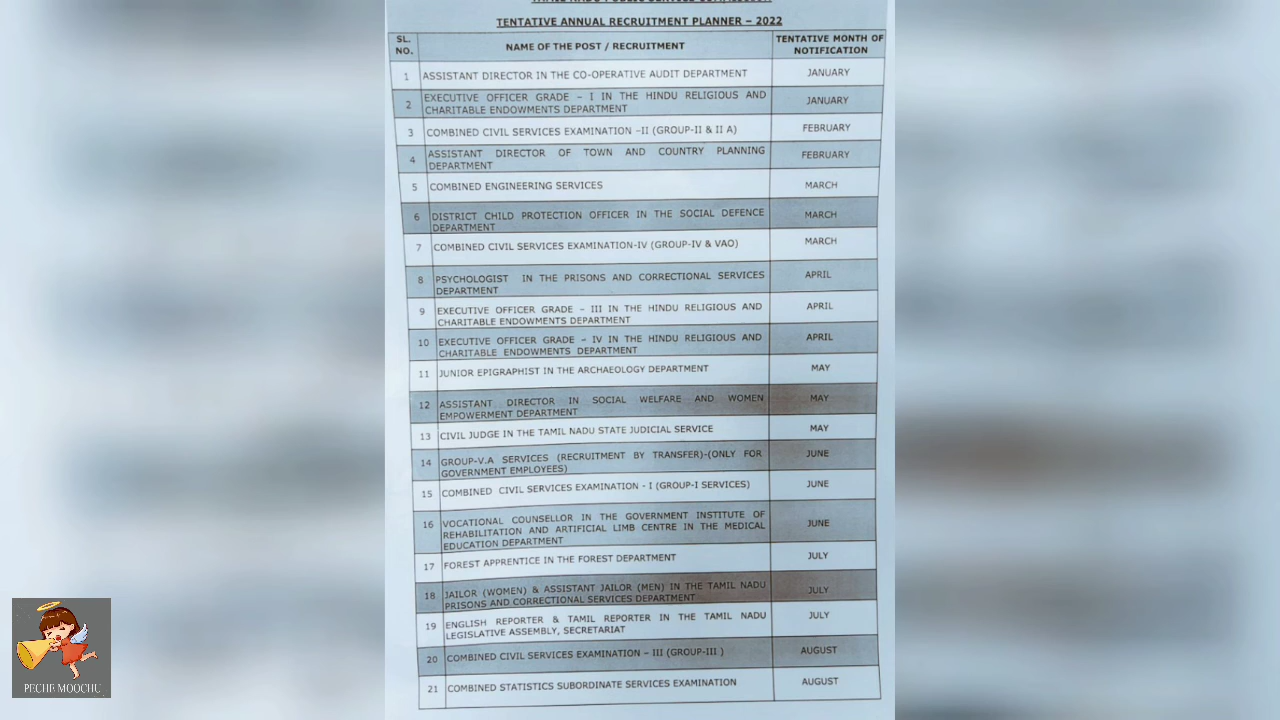 TENTATIVE ANNUAL RECRUITMENT PLANNER – 2022
SL. NO. NAME OF THE POST / RECRUITMENT TENTATIVE MONTH OF NOTIFICATION
1 ASSISTANT DIRECTOR IN THE CO-OPERATIVE AUDIT DEPARTMENT JANUARY
2 EXECUTIVE OFFICER GRADE – I IN THE HINDU RELIGIOUS AND JANUARY
CHARITABLE ENDOWMENTS DEPARTMENT
3 COMBINED CIVIL SERVICES EXAMINATION –II (GROUP-II & II A) FEBRUARY
4 ASSISTANT DIRECTOR OF TOWN AND COUNTRY PLANNING FEBRUARY
DEPARTMENT
5 COMBINED ENGINEERING SERVICES MARCH
6 DISTRICT CHILD PROTECTION OFFICER IN THE SOCIAL DEFENCE MARCH
DEPARTMENT
7 COMBINED CIVIL SERVICES EXAMINATION-IV (GROUP-IV & VAO) MARCH
8 PSYCHOLOGIST IN THE PRISONS AND CORRECTIONAL SERVICES APRIL
DEPARTMENT
9 EXECUTIVE OFFICER GRADE – III IN THE HINDU RELIGIOUS AND APRIL
CHARITABLE ENDOWMENTS DEPARTMENT
10 EXECUTIVE OFFICER GRADE – IV IN THE HINDU RELIGIOUS AND APRIL
CHARITABLE ENDOWMENTS DEPARTMENT
11 JUNIOR EPIGRAPHIST IN THE ARCHAEOLOGY DEPARTMENT MAY
12 ASSISTANT DIRECTOR IN SOCIAL WELFARE AND WOMEN MAY
EMPOWERMENT DEPARTMENT
13 CIVIL JUDGE IN THE TAMIL NADU STATE JUDICIAL SERVICE MAY
14 GROUP-V.A SERVICES (RECRUITMENT BY TRANSFER)-(ONLY FOR JUNE
GOVERNMENT EMPLOYEES)
15 COMBINED CIVIL SERVICES EXAMINATION - I (GROUP-I SERVICES) JUNE
16 VOCATIONAL COUNSELLOR IN THE GOVERNMENT INSTITUTE OF JUNE
REHABILITATION AND ARTIFICIAL LIMB CENTRE IN THE MEDICAL
EDUCATION DEPARTMENT
17 FOREST APPRENTICE IN THE FOREST DEPARTMENT JULY
18 JAILOR (WOMEN) & ASSISTANT JAILOR (MEN) IN THE TAMIL NADU JULY
PRISONS AND CORRECTIONAL SERVICES DEPARTMENT
19 ENGLISH REPORTER & TAMIL REPORTER IN THE TAMIL NADU JULY
LEGISLATIVE ASSEMBLY, SECRETARIAT
20 COMBINED CIVIL SERVICES EXAMINATION – III (GROUP-III ) AUGUST
21 COMBINED STATISTICS SUBORDINATE SERVICES EXAMINATION AUGUST
PECHE MOOCHU